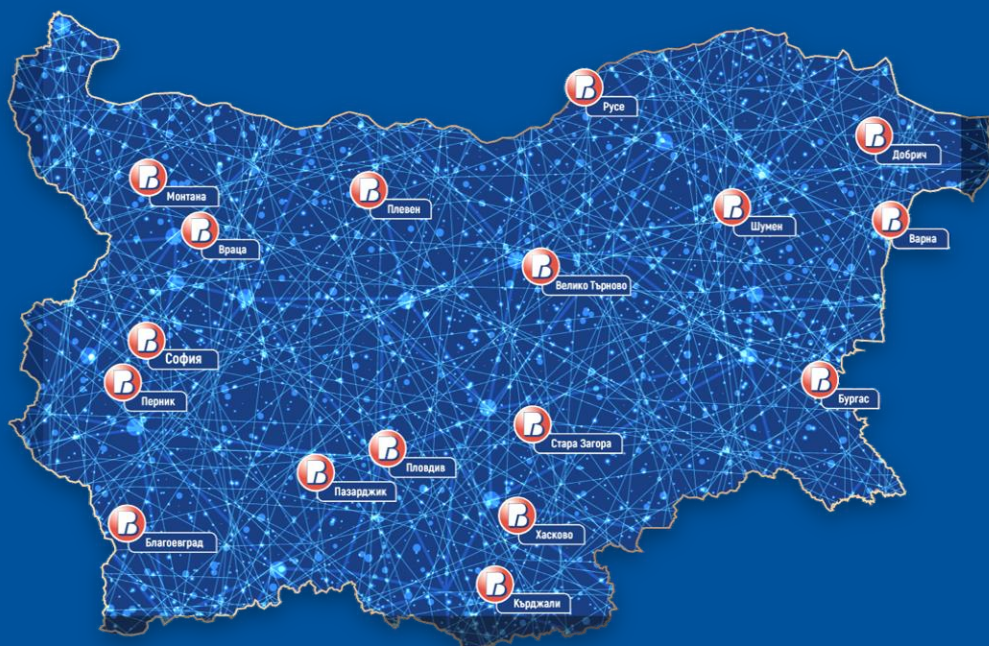 Русе
Добрич
Монтана
Плевен
Шумен
Варна
Враца
Велико Търново
София
Перник
Бургас
Стара Загора
Пловдив
Пазарджик
Хасково
Благоевград
Кърджали